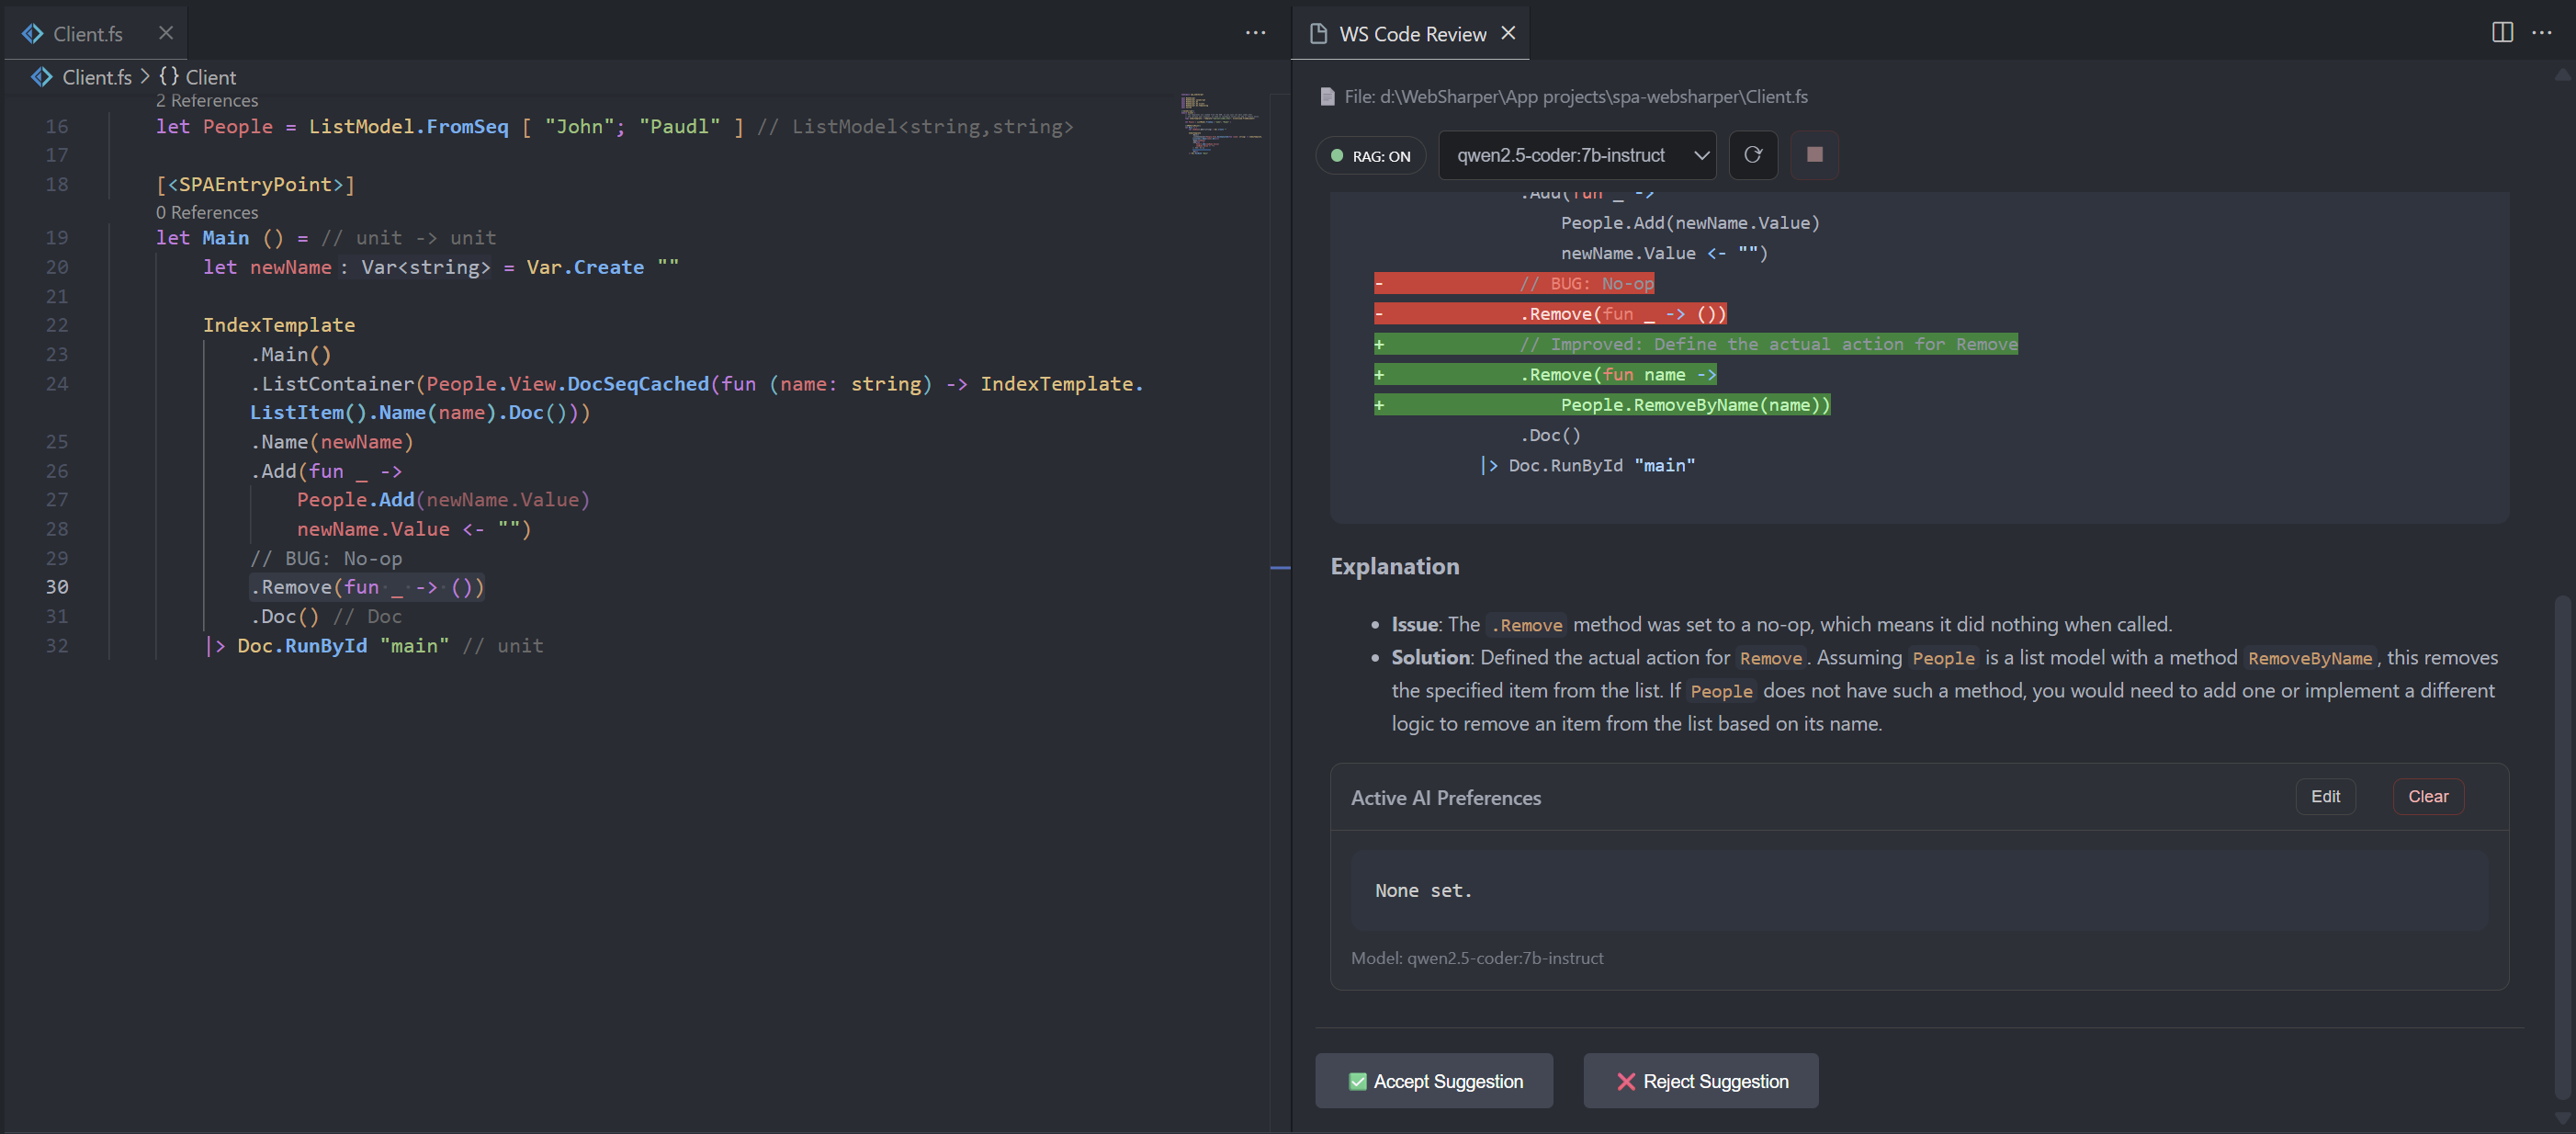 Client.fs
Client.fs > {} Client
2 References
16 let People = ListModel.FromSeq [ "John"; "Paudl" ] // ListModel<string,string>
17
18 [<SPAEntryPoint>]
0 References
19 let Main () = // unit -> unit
20 let newName : Var<string> = Var.Create ""
21
22 IndexTemplate
23 .Main()
24 .ListContainer(People.View.DocSeqCached(fun (name: string) -> IndexTemplate.
ListItem().Name(name).Doc()))
25 .Name(newName)
26 .Add(fun _ ->
27 People.Add(newName.Value)
28 newName.Value <- "")
29 // BUG: No-op
30 .Remove(fun _ -> ())
31 .Doc() // Doc
32 |> Doc.RunById "main" // unit
WS Code Review
File: d:\WebSharper\App projects\spa-websharper\Client.fs
RAG: ON
qwen2.5-coder:7b-instruct
.Add(fun _ ->
People.Add(newName.Value)
newName.Value <- "")
- // BUG: No-op
- .Remove(fun _ -> ())
+ // Improved: Define the actual action for Remove
+ .Remove(fun name ->
+ People.RemoveByName(name))
.Doc()
|> Doc.RunById "main"
Explanation
• Issue: The .Remove method was set to a no-op, which means it did nothing when called.
• Solution: Defined the actual action for Remove. Assuming People is a list model with a method RemoveByName, this removes
the specified item from the list. If People does not have such a method, you would need to add one or implement a different
logic to remove an item from the list based on its name.
Active AI Preferences
Edit
Clear
None set.
Model: qwen2.5-coder:7b-instruct
Accept Suggestion
Reject Suggestion